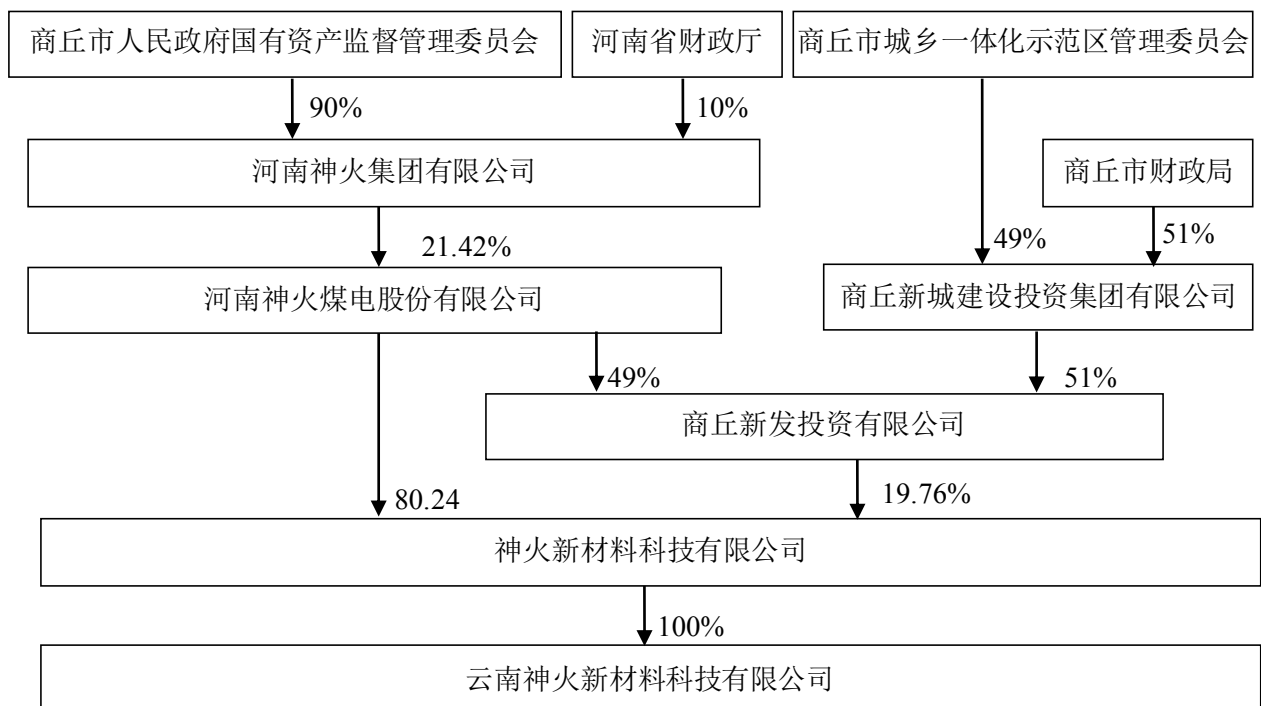 商丘市人民政府国有资产监督管理委员会
河南省财政厅
商丘市城乡一体化示范区管理委员会
90%
10%
河南神火集团有限公司
商丘市财政局
21.42%
49%
51%
河南神火煤电股份有限公司
商丘新城建设投资集团有限公司
49%
51%
商丘新发投资有限公司
80.24
19.76%
神火新材料科技有限公司
100%
云南神火新材料科技有限公司